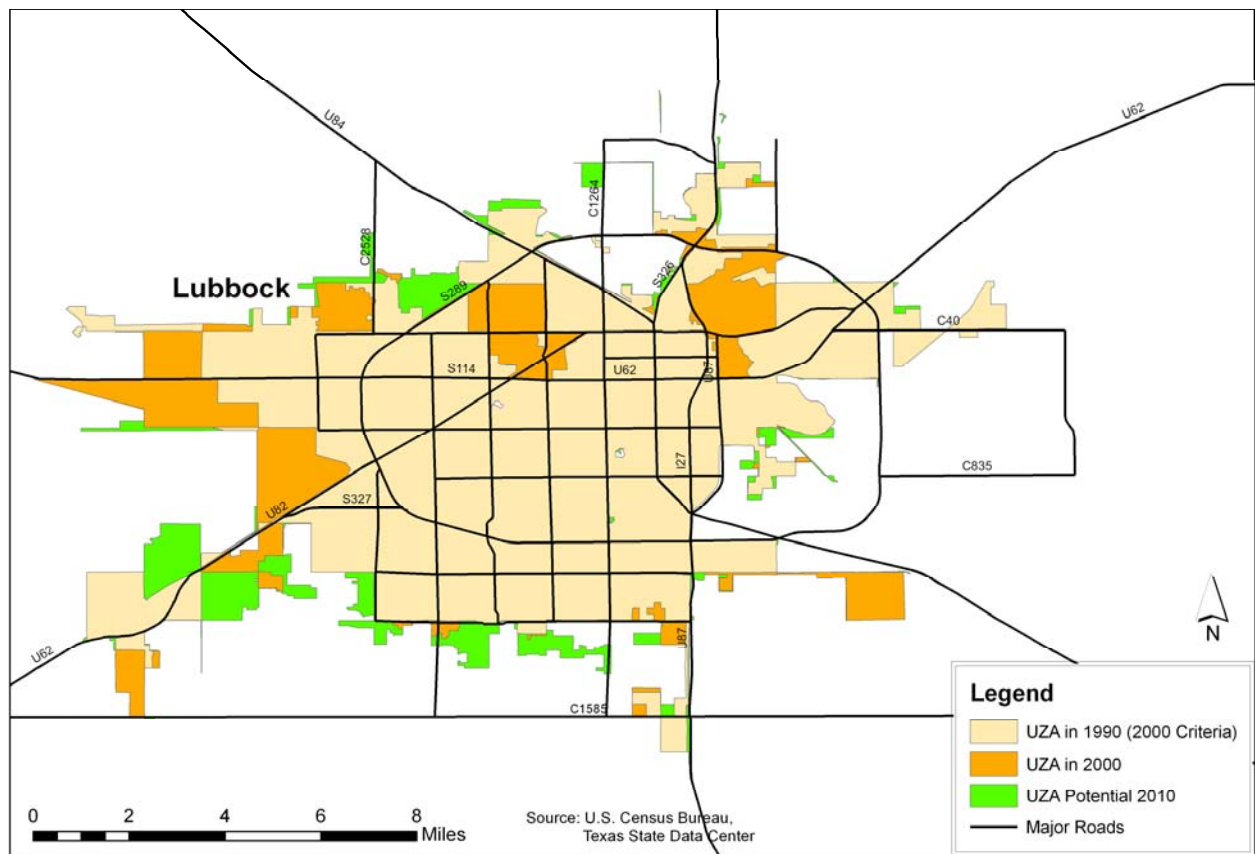 U84
U62
C1264
C2528
S326
S289
Lubbock
C40
S114
U62
U87
I27
C835
S327
U82
U62
U87
C1585
N
Legend
UZA in 1990 (2000 Criteria)
UZA in 2000
UZA Potential 2010
Major Roads
0 2 4 6 8
Miles
Source: U.S. Census Bureau,
Texas State Data Center